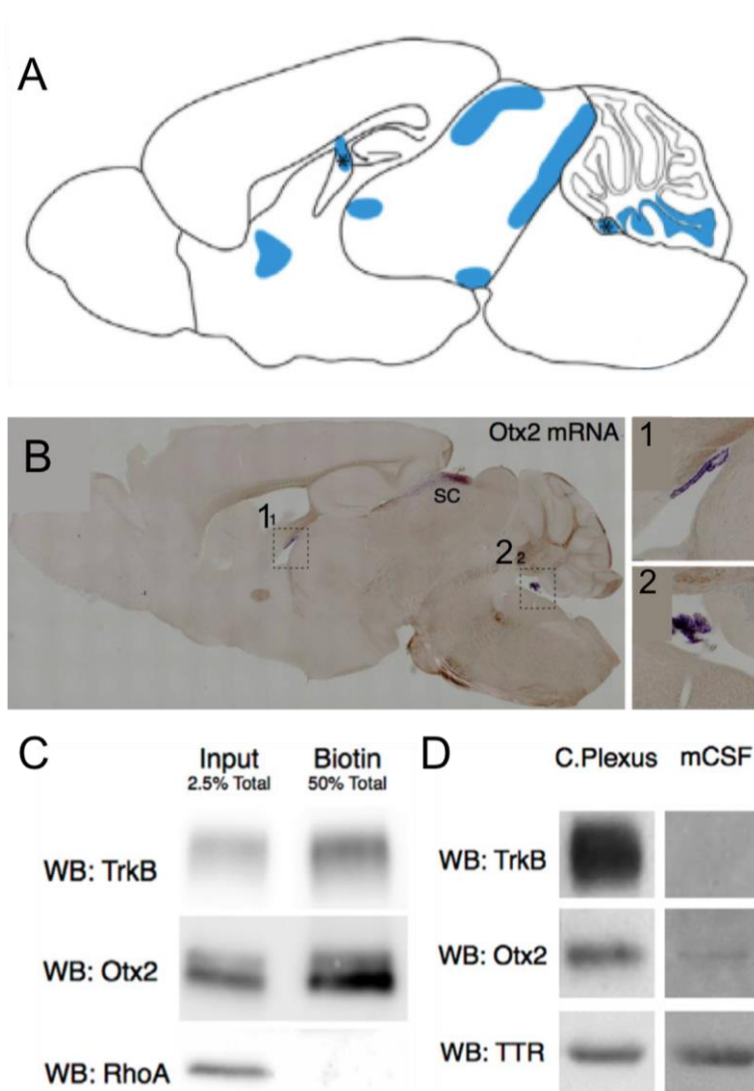 A
*
*
B
Otx2 mRNA
SC
1 1
2 2
1
2
C
Input Biotin
2.5% Total 50% Total
WB: TrkB
WB: Otx2
WB: RhoA
D
C.Plexus mCSF
WB: TrkB
WB: Otx2
WB: TTR